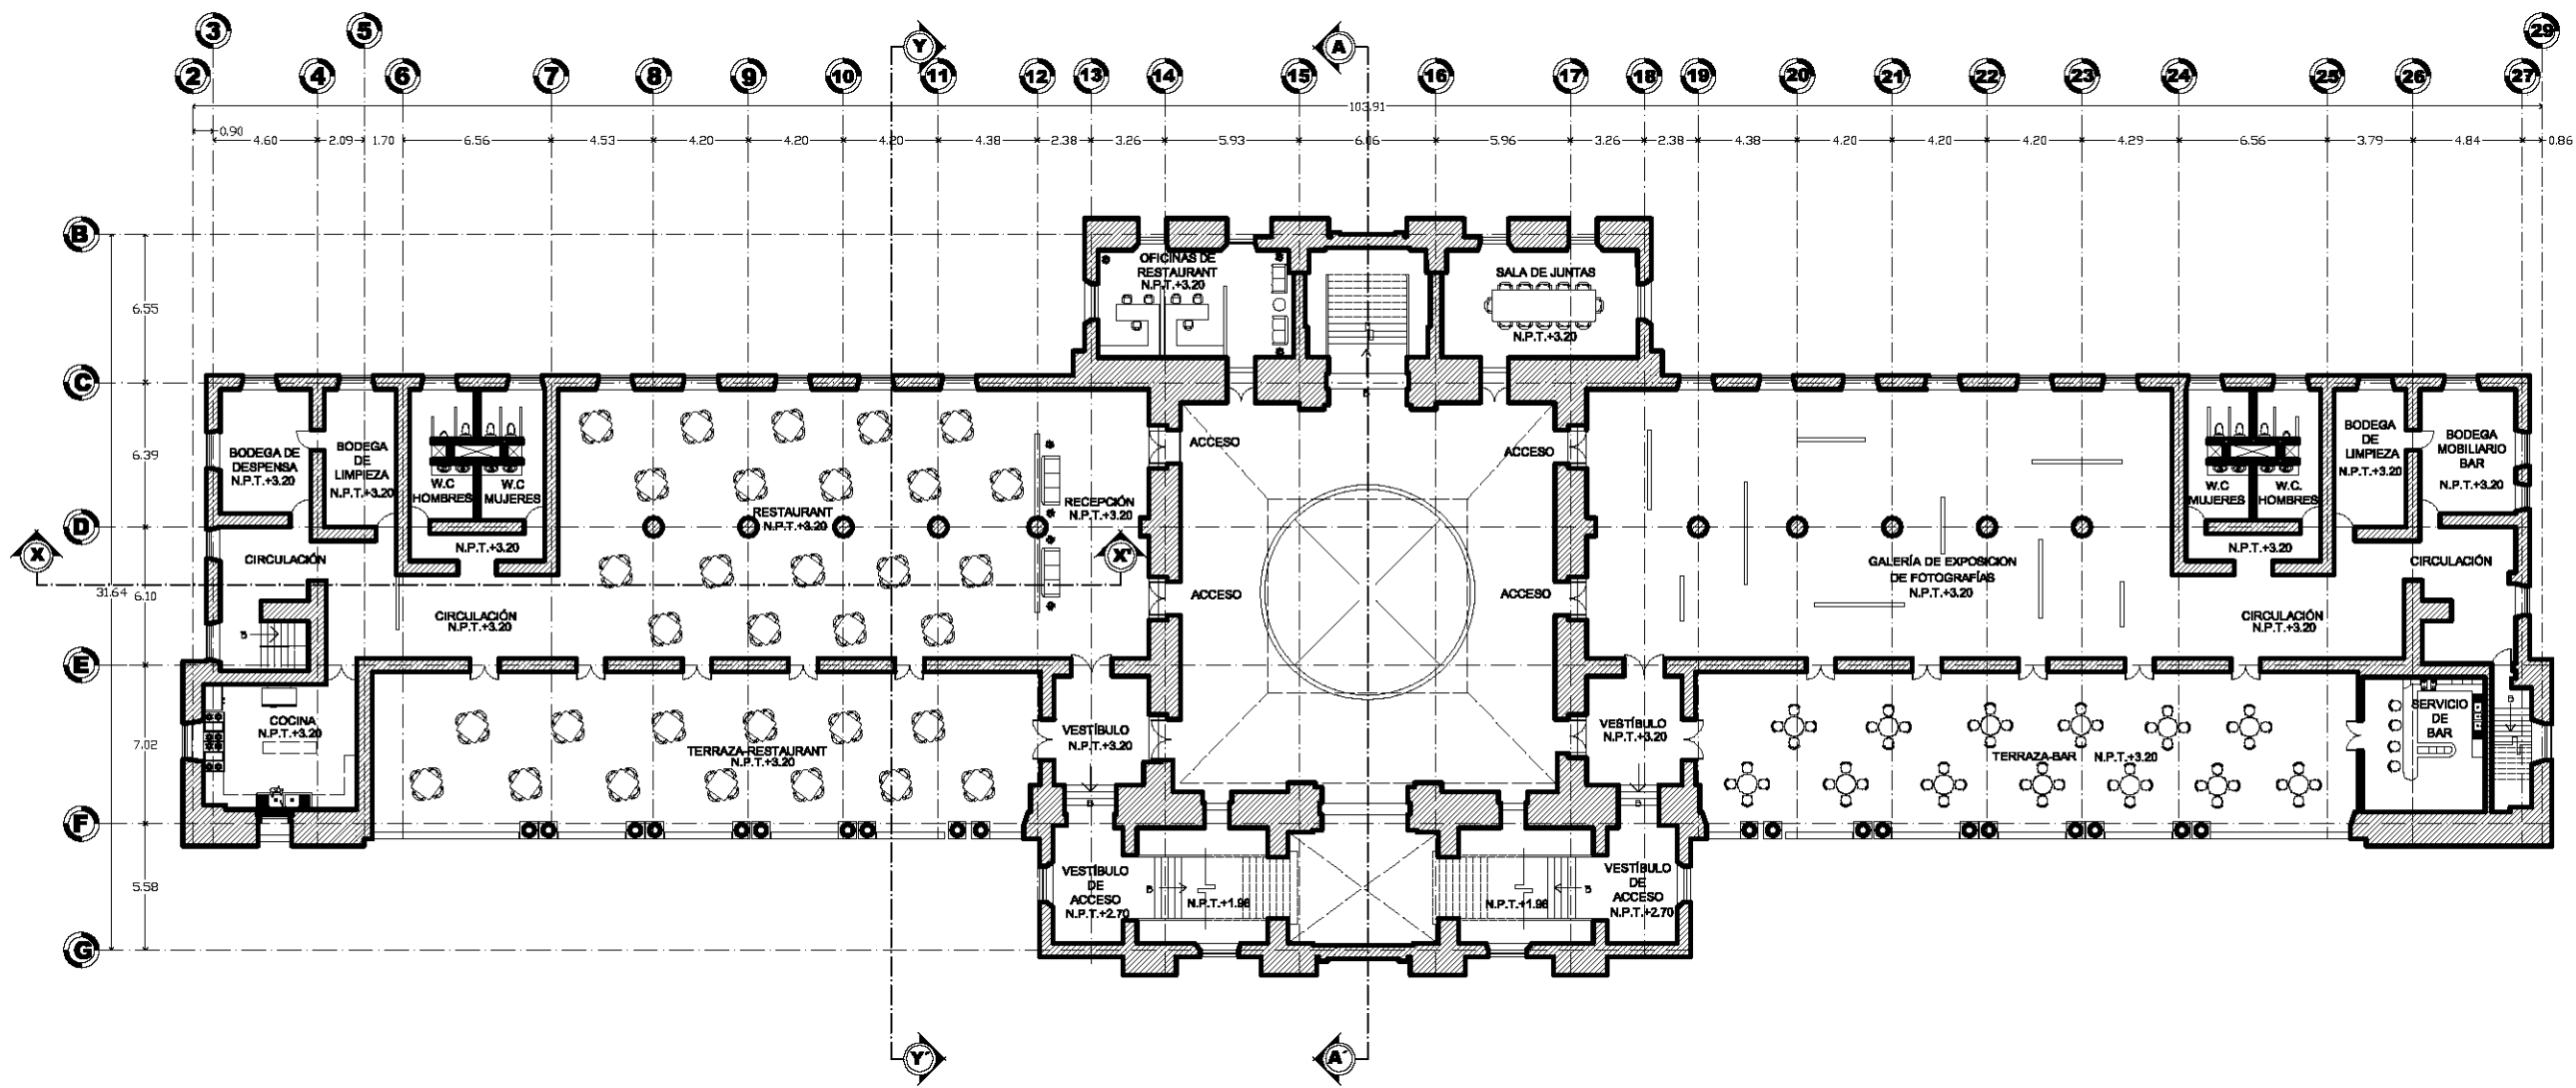 3
5
Y
A
29
2
4
6
7
8
9
10
11
12
13
14
15
16
17
18
19
20
21
22
23
24
25
26
27
103.91
0.90
4.60
2.09
1.70
6.56
4.53
4.20
4.20
4.20
4.38
2.38
3.26
5.93
6.06
5.96
3.26
2.38
4.38
4.20
4.20
4.20
4.29
6.56
3.79
4.84
0.86
B
6.55
OFICINAS DE
RESTAURANT
N.P.T.+3.20
SALA DE JUNTAS
N.P.T.+3.20
C
6.39
BODEGA DE
DESPENSA
N.P.T.+3.20
BODEGA
DE
LIMPIEZA
N.P.T.+3.20
W.C
HOMBRES
W.C
MUJERES
N.P.T.+3.20
RESTAURANT
N.P.T.+3.20
RECEPCIÓN
N.P.T.+3.20
ACCESO
ACCESO
ACCESO
ACCESO
GALERÍA DE EXPOSICION
DE FOTOGRAFÍAS
N.P.T.+3.20
W.C
MUJERES
W.C.
HOMBRES
N.P.T.+3.20
BODEGA
DE
LIMPIEZA
N.P.T.+3.20
BODEGA
MOBILIARIO
BAR
N.P.T.+3.20
D
X
X'
31.64
6.10
CIRCULACIÓN
CIRCULACIÓN
N.P.T.+3.20
CIRCULACIÓN
N.P.T.+3.20
CIRCULACIÓN
B
E
7.02
COCINA
N.P.T.+3.20
TERRAZA-RESTAURANT
N.P.T.+3.20
VESTÍBULO
N.P.T.+3.20
VESTÍBULO
N.P.T.+3.20
TERRAZA-BAR N.P.T.+3.20
SERVICIO
DE
BAR
F
5.58
VESTÍBULO
DE
ACCESO
N.P.T.+2.70
B
N.P.T.+1.98
N.P.T.+1.98
B
VESTÍBULO
DE
ACCESO
N.P.T.+2.70
G
Y'
A'